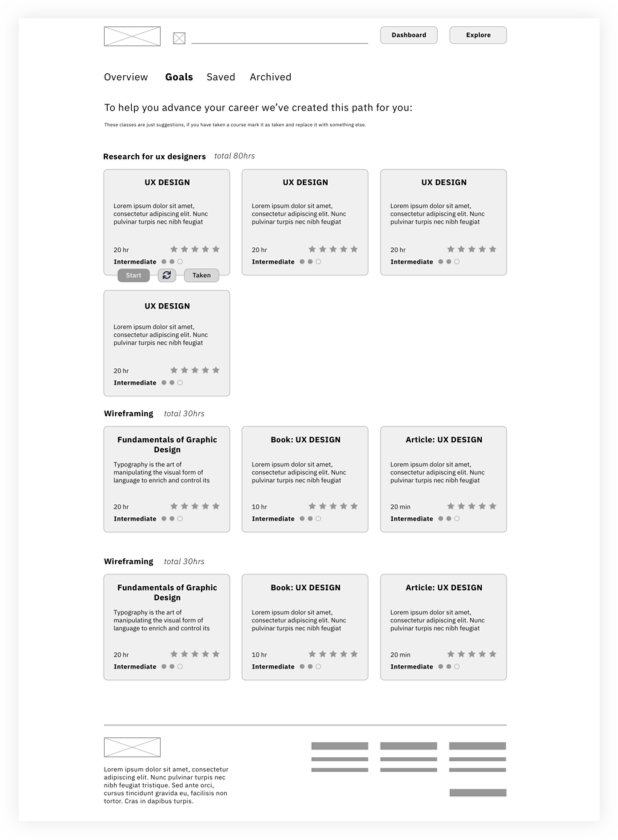 Dashboard
Explore
Overview
Goals
Saved
Archived
To help you advance your career we've created this path for you:
These classes are just suggestions, if you have taken a course mark it as taken and replace it with something else.
Research for ux designers total 80hrs
UX DESIGN
Lorem ipsum dolor sit amet,
consectetur adipiscing elit. Nunc
pulvinar turpis nec nibh feugiat
20 hr
Intermediate
Start
Taken
UX DESIGN
Lorem ipsum dolor sit amet,
consectetur adipiscing elit. Nunc
pulvinar turpis nec nibh feugiat
20 hr
Intermediate
UX DESIGN
Lorem ipsum dolor sit amet,
consectetur adipiscing elit. Nunc
pulvinar turpis nec nibh feugiat
20 hr
Intermediate
UX DESIGN
Lorem ipsum dolor sit amet,
consectetur adipiscing elit. Nunc
pulvinar turpis nec nibh feugiat
20 hr
Intermediate
Wireframing total 30hrs
Fundamentals of Graphic
Design
Typography is the art of
manipulating the visual form of
language to enrich and control its
20 hr
Intermediate
Book: UX DESIGN
Lorem ipsum dolor sit amet,
consectetur adipiscing elit. Nunc
pulvinar turpis nec nibh feugiat
10 hr
Intermediate
Article: UX DESIGN
Lorem ipsum dolor sit amet,
consectetur adipiscing elit. Nunc
pulvinar turpis nec nibh feugiat
20 min
Intermediate
Wireframing total 30hrs
Fundamentals of Graphic
Design
Typography is the art of
manipulating the visual form of
language to enrich and control its
20 hr
Intermediate
Book: UX DESIGN
Lorem ipsum dolor sit amet,
consectetur adipiscing elit. Nunc
pulvinar turpis nec nibh feugiat
10 hr
Intermediate
Article: UX DESIGN
Lorem ipsum dolor sit amet,
consectetur adipiscing elit. Nunc
pulvinar turpis nec nibh feugiat
20 min
Intermediate
Lorem ipsum dolor sit amet, consectetur
adipiscing elit. Nunc pulvinar turpis nec
nibh feugiat tristique. Sed ante orci,
cursus tincidunt gravida eu, facilisis non
tortor. Cras in dapibus turpis.